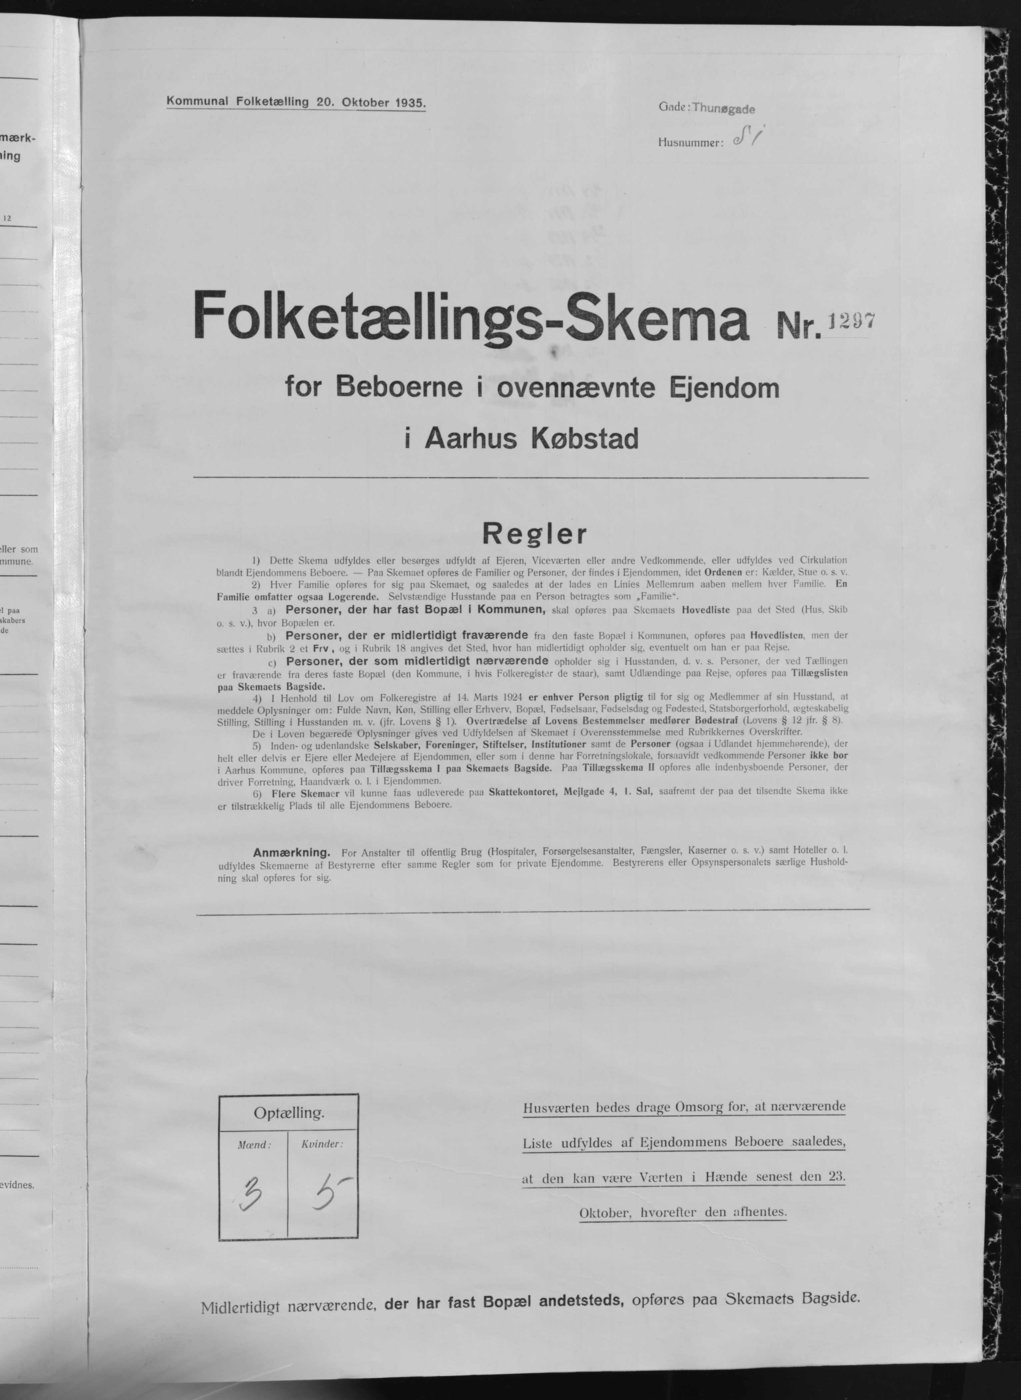 Kommunal Folketælling 20. Oktober 1935.
Gade: Thunøgade
Husnummer:
Folketællings-Skema Nr. 1297
for Beboerne i ovennævnte Ejendom
i Aarhus Købstad
Regler
1) Dette Skema udfyldes eller besørges udfyldt af Ejeren, Viceværten eller andre Vedkommende, eller udfyldes ved Cirkulation
blandt Ejendommens Beboere. — Paa Skemaet opføres de Familier og Personer, der findes i Ejendommen, idet Ordenen er: Kælder, Stue o. s. v.
2) Hver Familie opføres for sig paa Skemaet, og saaledes at der lades en Linies Mellemrum aaben mellem hver Familie. En
Familie omfatter ogsaa Logerende. Selvstændige Husstande paa en Person betragtes som „Familie“.
3 a) Personer, der har fast Bopæl i Kommunen, skal opføres paa Skemaets Hovedliste paa det Sted (Hus, Skib
o. s. v.), hvor Bopælen er.
b) Personer, der er midlertidigt fraværende fra den faste Bopæl i Kommunen, opføres paa Hovedlisten, men der
sættes i Rubrik 2 et Frv., og i Rubrik 18 angives det Sted, hvor han midlertidigt opholder sig, eventuelt om han er paa Rejse.
c) Personer, der som midlertidigt nærværende opholder sig i Husstanden, d. v. s. Personer, der ved Tællingen
er fraværende fra deres faste Bopæl (den Kommune, i hvis Folkeregister de staar), samt Udlændinge paa Rejse, opføres paa Tillægslisten
paa Skemaets Bagside.
4) I Henhold til Lov om Folkeregistre af 14. Marts 1924 er enhver Person pligtig til for sig og Medlemmer af sin Husstand, at
meddele Oplysninger om: Fulde Navn, Køn, Stilling eller Erhverv, Bopæl, Fødselsaar, Fødselsdag og Fødested, Statsborgerforhold, ægteskabelig
Stilling, Stilling i Husstanden m. v. (jfr. Lovens § 1). Overtrædelse af Lovens Bestemmelser medfører Bødestraf (Lovens § 12 jfr. § 8).
De i Loven begærede Oplysninger gives ved Udfyldelsen af Skemaet i Overensstemmelse med Rubrikkernes Overskrifter.
5) Inden- og udenlandske Selskaber, Foreninger, Stiftelser, Institutioner samt de Personer (ogsaa i Udlandet hjemmehørende), der
helt eller delvis er Ejere eller Medejere af Ejendommen, eller som i denne har Forretningslokale, forsaavidt vedkommende Personer ikke bor
i Aarhus Kommune, opføres paa Tillægsskema I paa Skemaets Bagside. Paa Tillægsskema II opføres alle indenbysboende Personer, der
driver Forretning, Haandværk o. l. i Ejendommen.
6) Flere Skemaer vil kunne faas udleverede paa Skattekontoret, Mejlgade 4, 1. Sal, saafremt der paa det tilsendte Skema ikke
er tilstrækkelig Plads til alle Ejendommens Beboere.
Anmærkning. For Anstalter til offentlig Brug (Hospitaler, Forsørgelsesanstalter, Fængsler, Kaserner o. s. v.) samt Hoteller o. l.
udfyldes Skemaerne af Bestyrerne efter samme Regler som for private Ejendomme. Bestyrerens eller Opsynspersonalets særlige Hushold-
ning skal opføres for sig.
Optælling.
Mænd: Kvinder:
3 5
Husværten bedes drage Omsorg for, at nærværende
Liste udfyldes af Ejendommens Beboere saaledes,
at den kan være Værten i Hænde senest den 23.
Oktober, hvorefter den afhentes.
Midlertidigt nærværende, der har fast Bopæl andetsteds, opføres paa Skemaets Bagside.
mærk-
ning
12
eller som
mmune.
paa
skabers
de
evidnes.